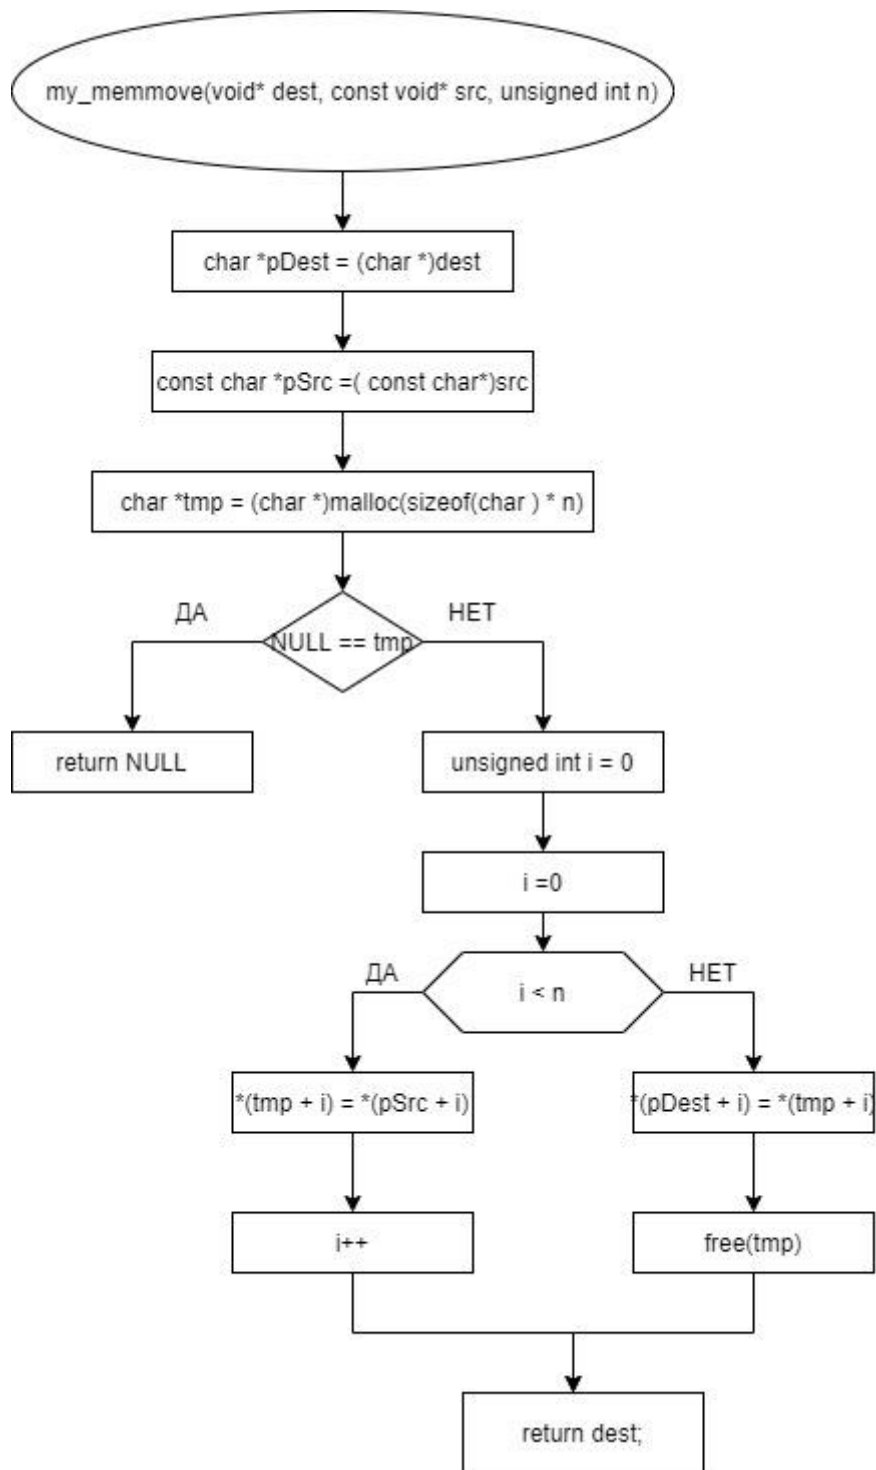 my_memmove(void* dest, const void* src, unsigned int n)
char *pDest = (char *)dest
const char *pSrc =( const char*)src
char *tmp = (char *)malloc(sizeof(char ) * n)
ДА
НЕТ
NULL == tmp
return NULL
unsigned int i = 0
i =0
ДА
НЕТ
i < n
*(tmp + i) = *(pSrc + i)
*(pDest + i) = *(tmp + i)
i++
free(tmp)
return dest;